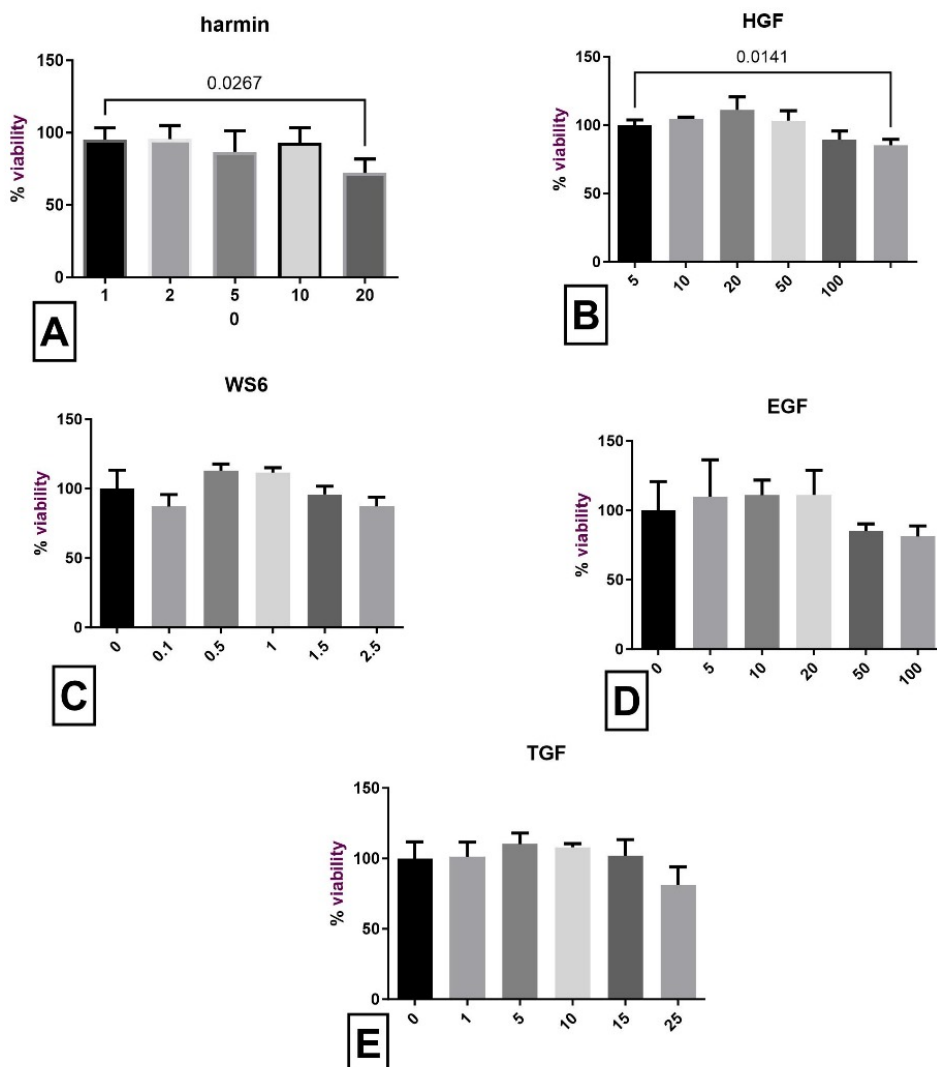 harmin
150
100
50
0
% viability
0.0267
1 2 5 10 20
0
A
HGF
150
100
50
0
% viability
0.0141
5 10 20 50 100
B
WS6
150
100
50
0
% viability
0 0.1 0.5 1 1.5 2.5
C
EGF
150
100
50
0
% viability
0 5 10 20 50 100
D
TGF
150
100
50
0
% viability
0 1 5 10 15 25
E